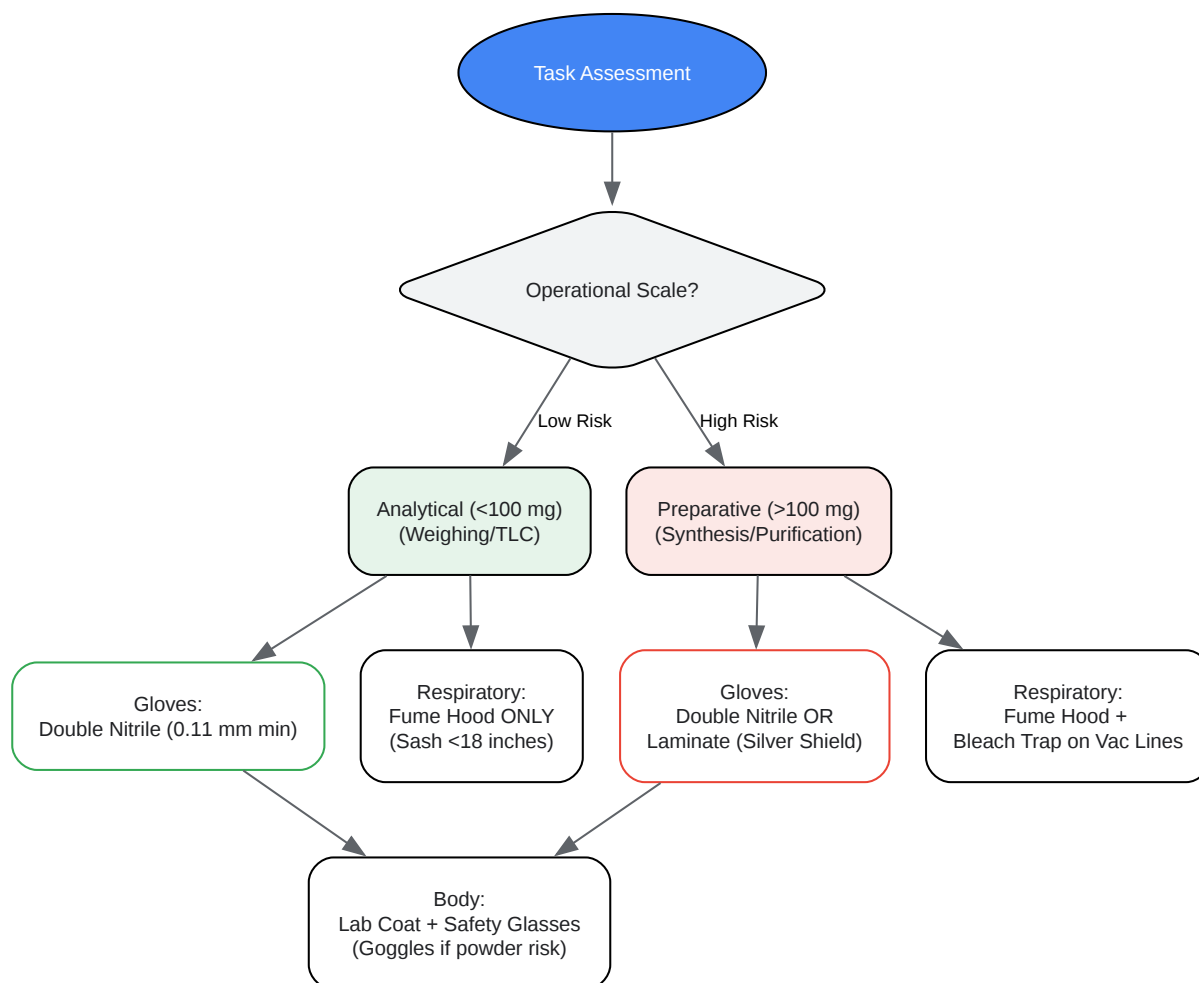 Task Assessment
Operational Scale?
Low Risk
High Risk
Analytical (<100 mg)
(Weighing/TLC)
Preparative (>100 mg)
(Synthesis/Purification)
Gloves:
Double Nitrile (0.11 mm min)
Respiratory:
Fume Hood ONLY
(Sash <18 inches)
Gloves:
Double Nitrile OR
Laminate (Silver Shield)
Respiratory:
Fume Hood +
Bleach Trap on Vac Lines
Body:
Lab Coat + Safety Glasses
(Goggles if powder risk)